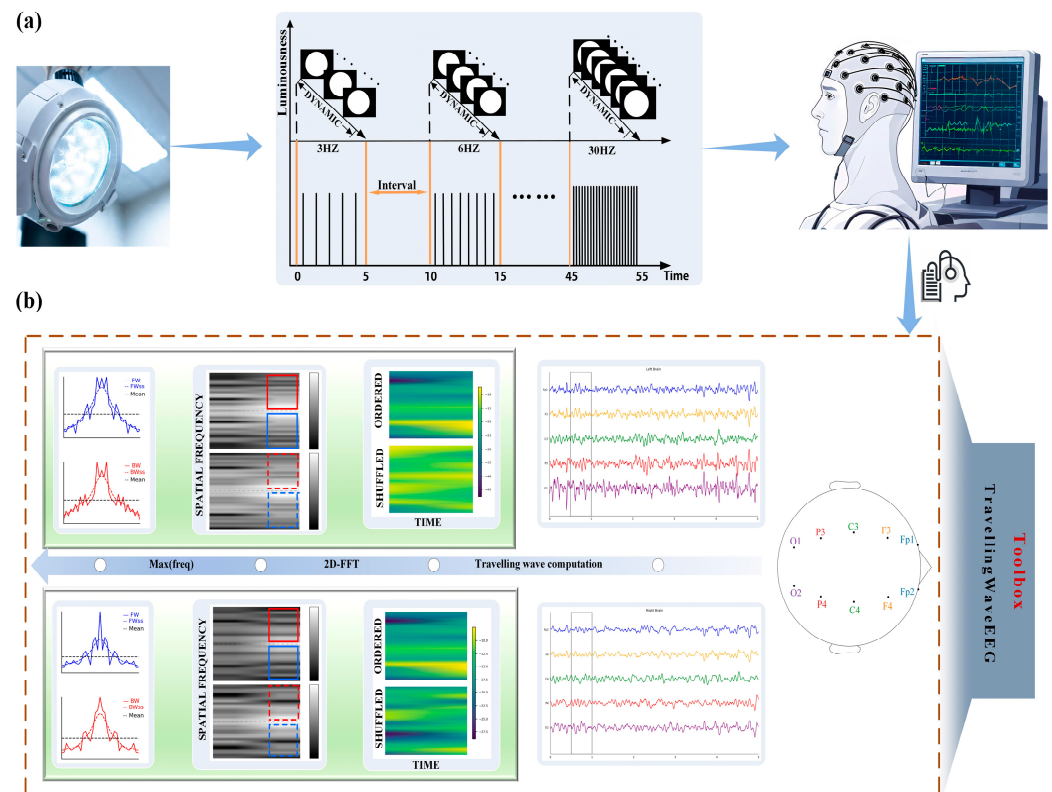 (a)
Luminousness
DYNAMIC
DYNAMIC
DYNAMIC
3HZ
6HZ
30HZ
Interval
0
5
10
15
45
55
Time
(b)
FW
FWss
Mean
BW
BWss
Mean
SPATIAL FREQUENCY
ORDERED
SHUFFLED
TIME
Left Brain
Max(freq)
2D-FFT
Travelling wave computation
FW
FWss
Mean
BW
SPATIAL FREQUENCY
ORDERED
SHUFFLED
TIME
Right Brain
O1
P3
C3
F3
Fp1
O2
P4
C4
F4
Fp2
Toolbox
TravellingWaveEEG